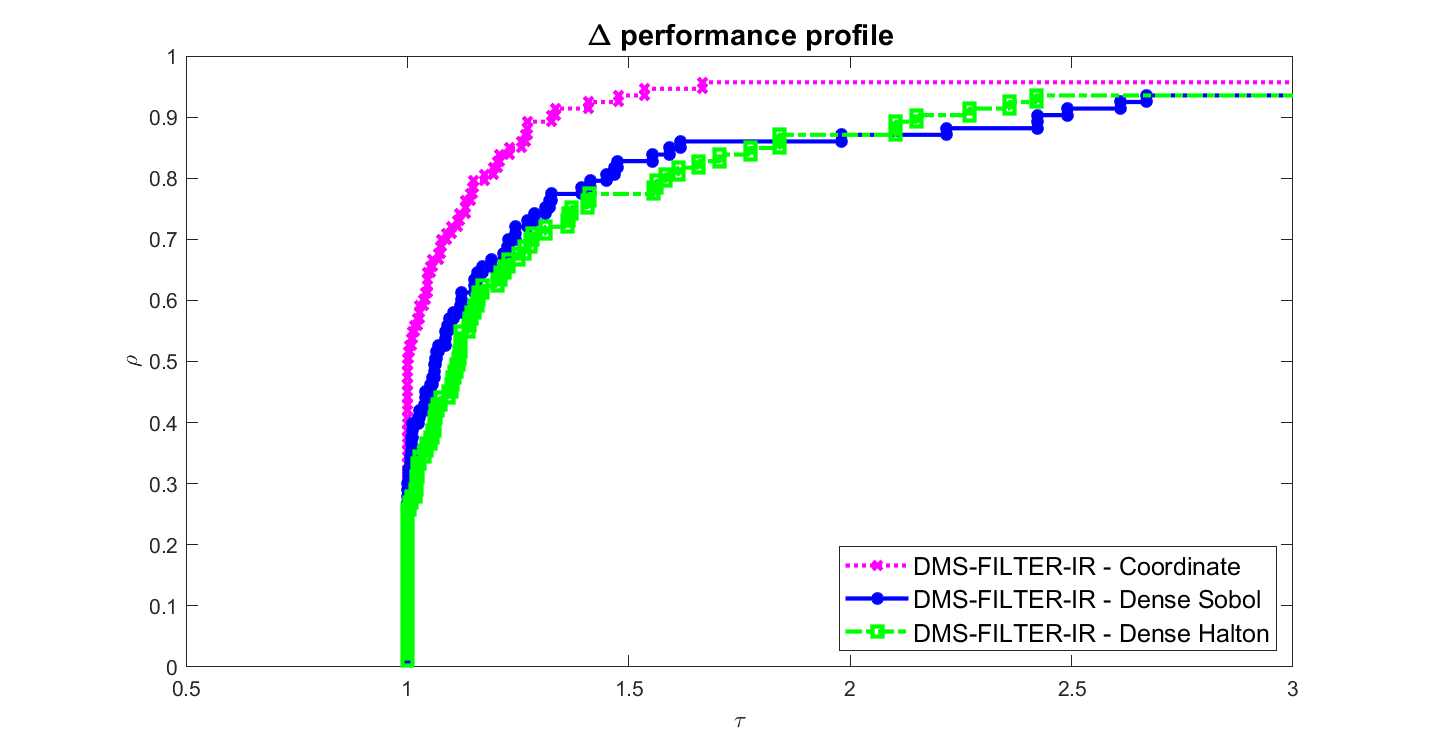 Δ performance profile
1
0.9
0.8
0.7
0.6
0.5
0.4
0.3
0.2
0.1
0
ρ
DMS-FILTER-IR - Coordinate
DMS-FILTER-IR - Dense Sobol
DMS-FILTER-IR - Dense Halton
0.5 1 1.5 2 2.5 3
τ